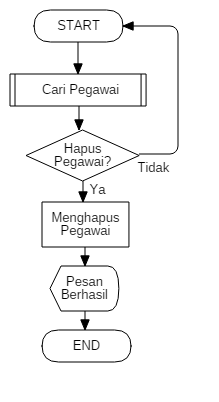 START
Cari Pegawai
Hapus
Pegawai?
Tidak
Ya
Menghapus
Pegawai
Pesan
Berhasil
END